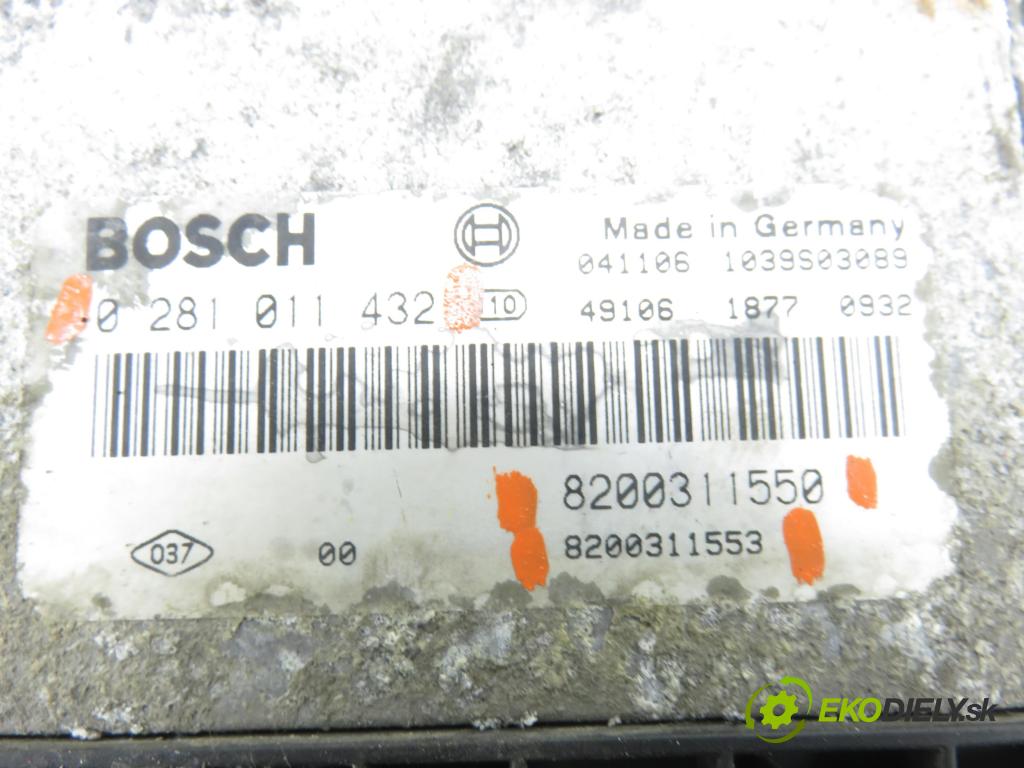 BOSCH
Made in Germany
041106 1039S03089
0 281 011 432 10
49106 1877 0932
8200311550
037 00 8200311553
EKODIELY.sk